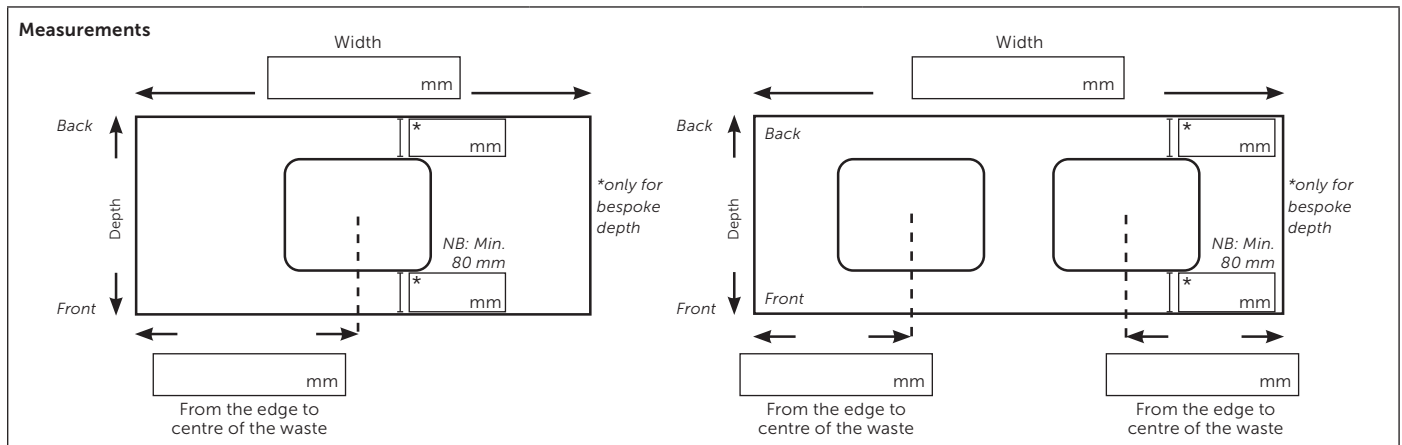 Measurements
Width
mm
Back
*
mm
Depth
*only for
bespoke
depth
NB: Min.
80 mm
*
mm
Front
mm
From the edge to
centre of the waste
Width
mm
Back
Back
*
mm
Depth
*only for
bespoke
depth
NB: Min.
80 mm
*
mm
Front
Front
mm
mm
From the edge to
centre of the waste
From the edge to
centre of the waste